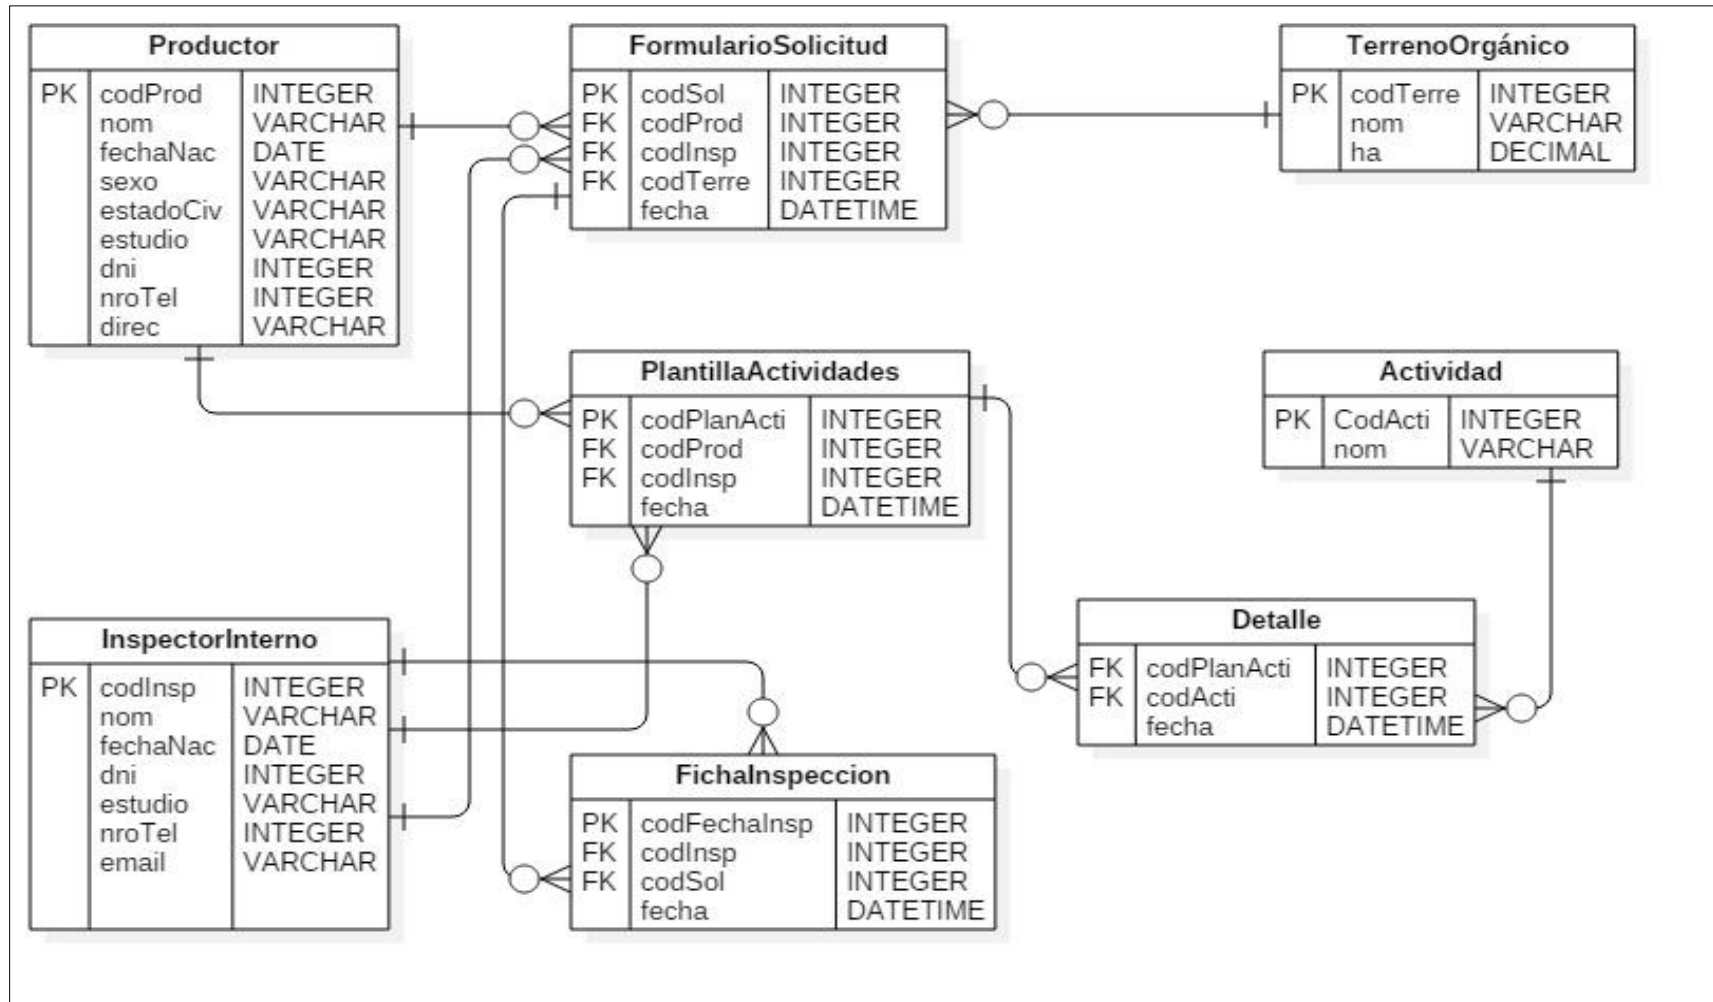 Productor
PK codProd INTEGER
nom VARCHAR
fechaNac DATE
sexo VARCHAR
estadoCiv VARCHAR
estudio VARCHAR
dni INTEGER
nroTel INTEGER
direc VARCHAR
FormularioSolicitud
PK codSol INTEGER
FK codProd INTEGER
FK codInsp INTEGER
FK codTerre INTEGER
fecha DATETIME
TerrenoOrgánico
PK codTerre INTEGER
nom VARCHAR
ha DECIMAL
PlantillaActividades
PK codPlanActi INTEGER
FK codProd INTEGER
FK codInsp INTEGER
fecha DATETIME
Actividad
PK CodActi INTEGER
nom VARCHAR
InspectorInterno
PK codInsp INTEGER
nom VARCHAR
fechaNac DATE
dni INTEGER
estudio VARCHAR
nroTel INTEGER
email VARCHAR
Detalle
FK codPlanActi INTEGER
FK codActi INTEGER
fecha DATETIME
FichaInspeccion
PK codFechaInsp INTEGER
FK codInsp INTEGER
FK codSol INTEGER
fecha DATETIME